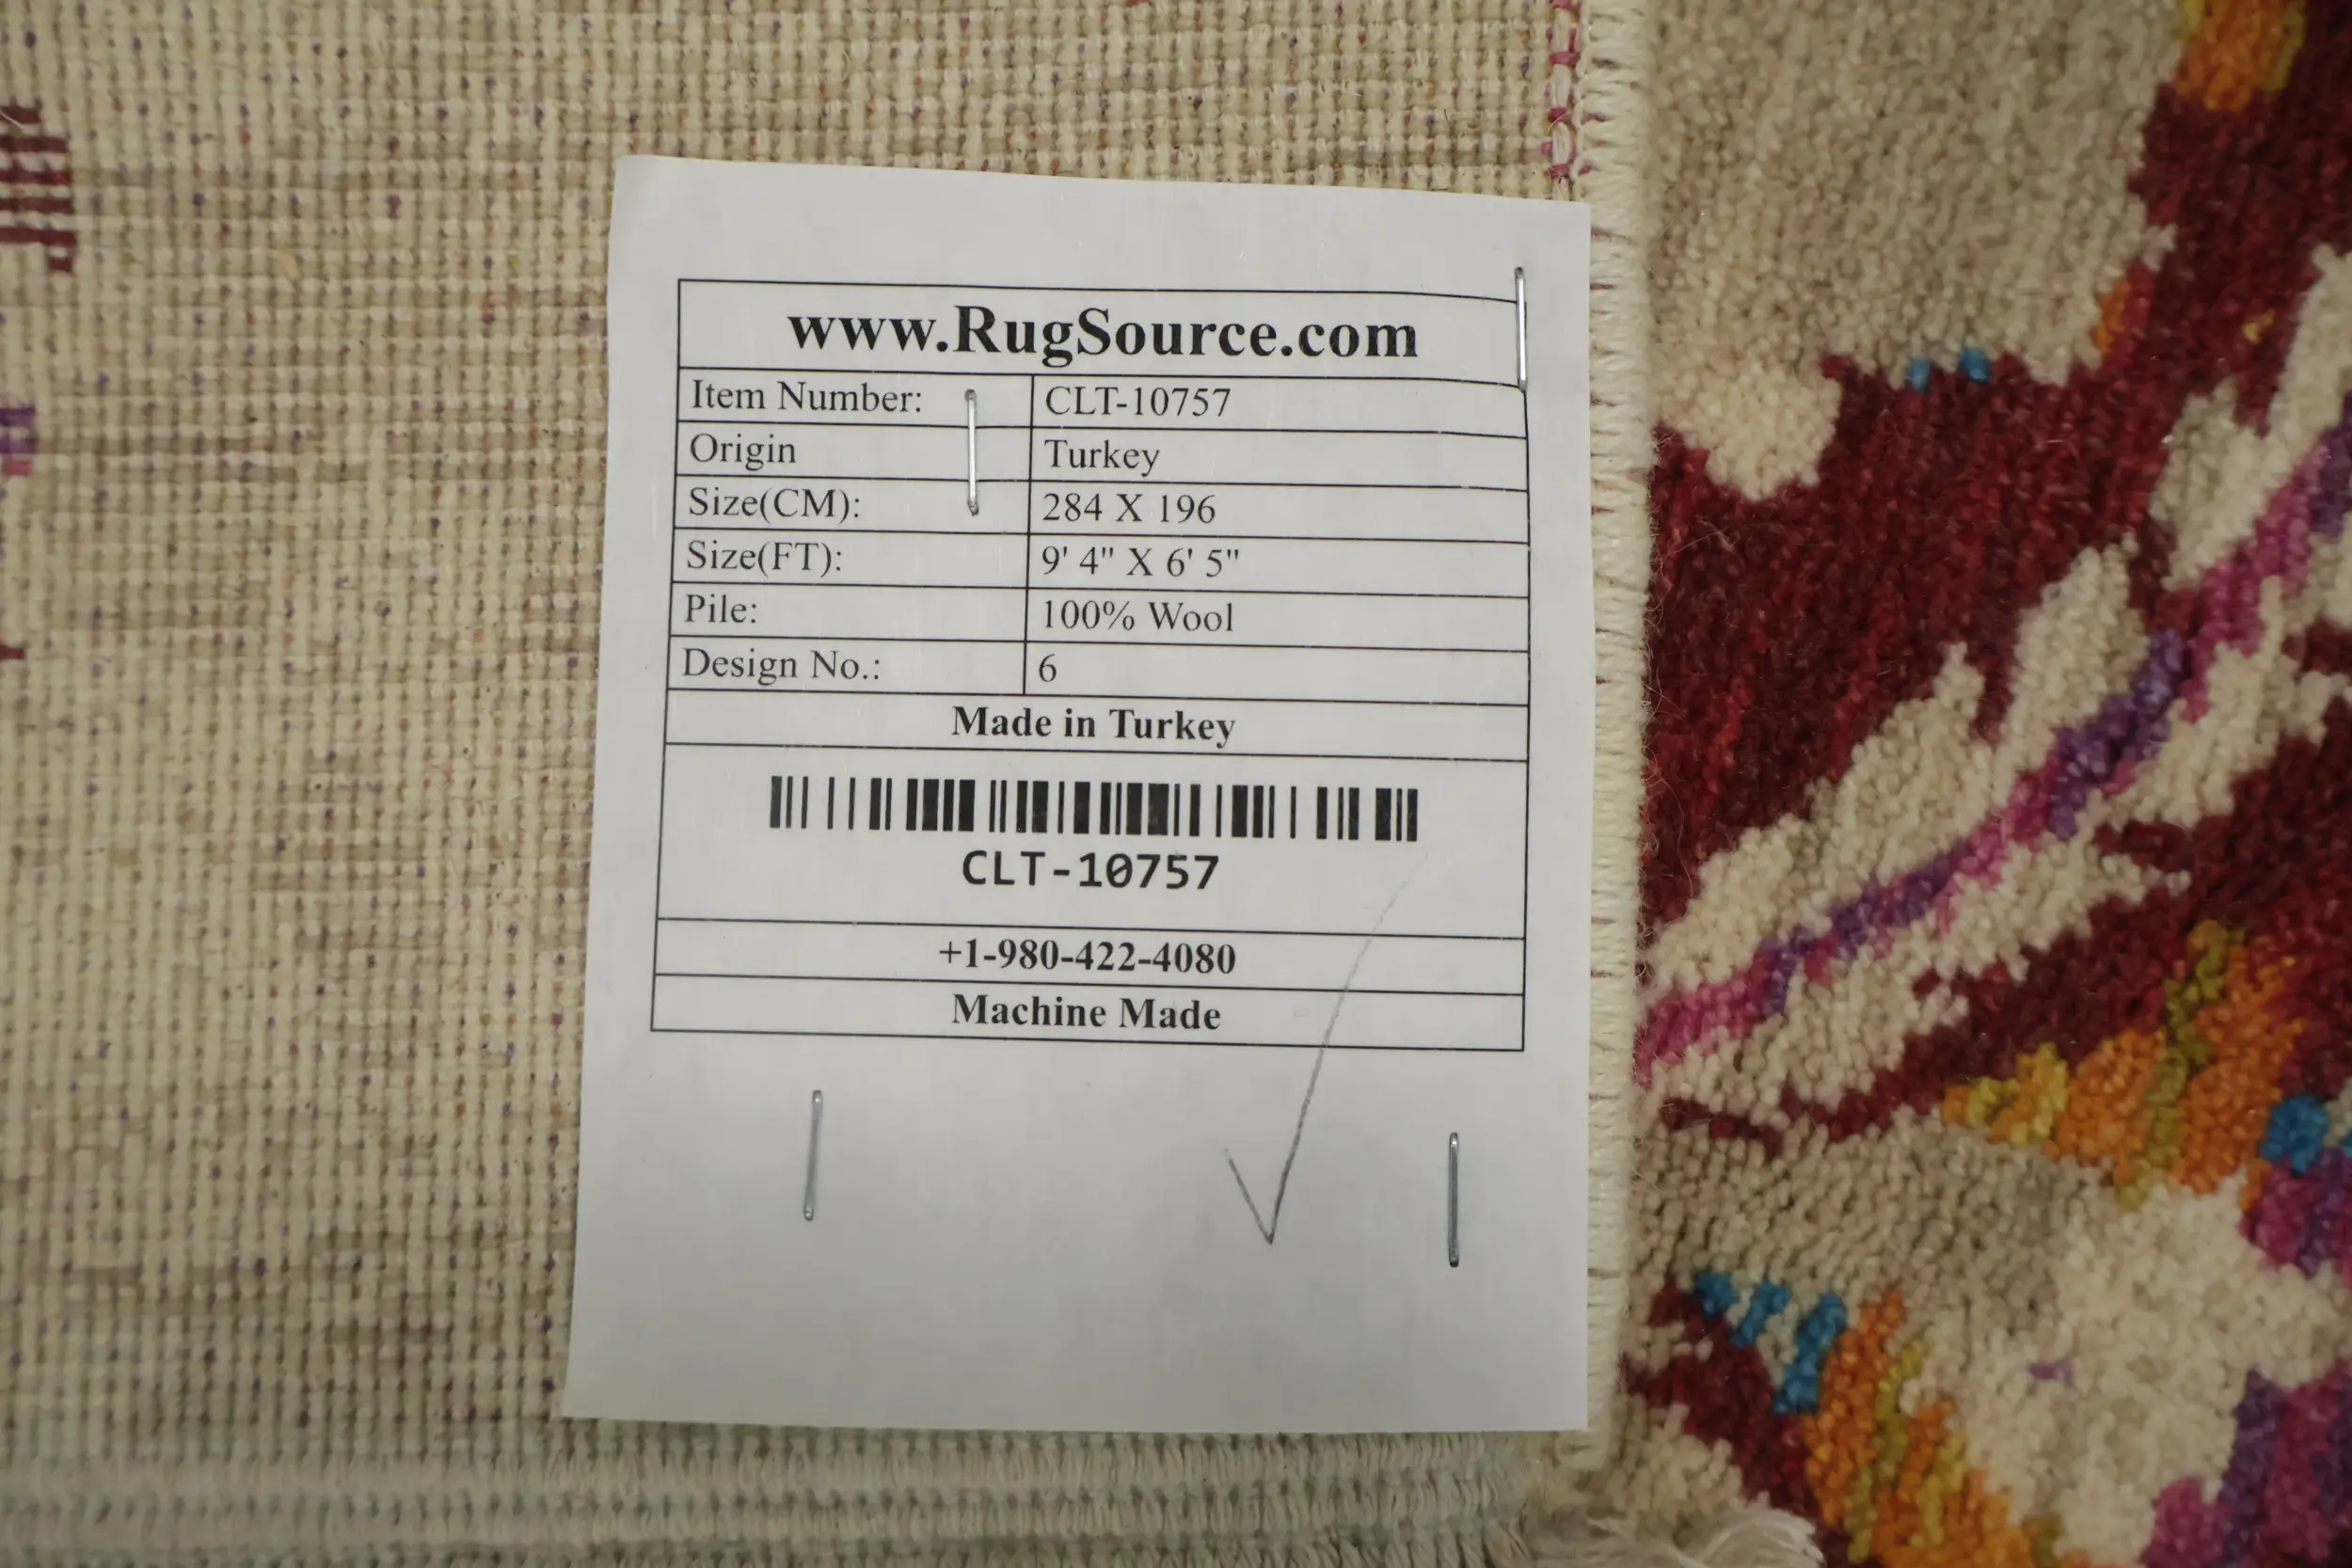 www.RugSource.com
Item Number: CLT-10757
Origin Turkey
Size(CM): 284 X 196
Size(FT): 9' 4" X 6' 5"
Pile: 100% Wool
Design No.: 6
Made in Turkey
CLT-10757
+1-980-422-4080
Machine Made